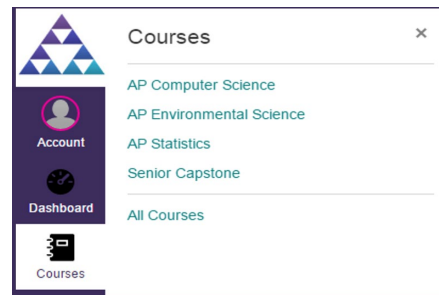 Courses
×
AP Computer Science
AP Environmental Science
AP Statistics
Senior Capstone
All Courses
Account
Dashboard
Courses